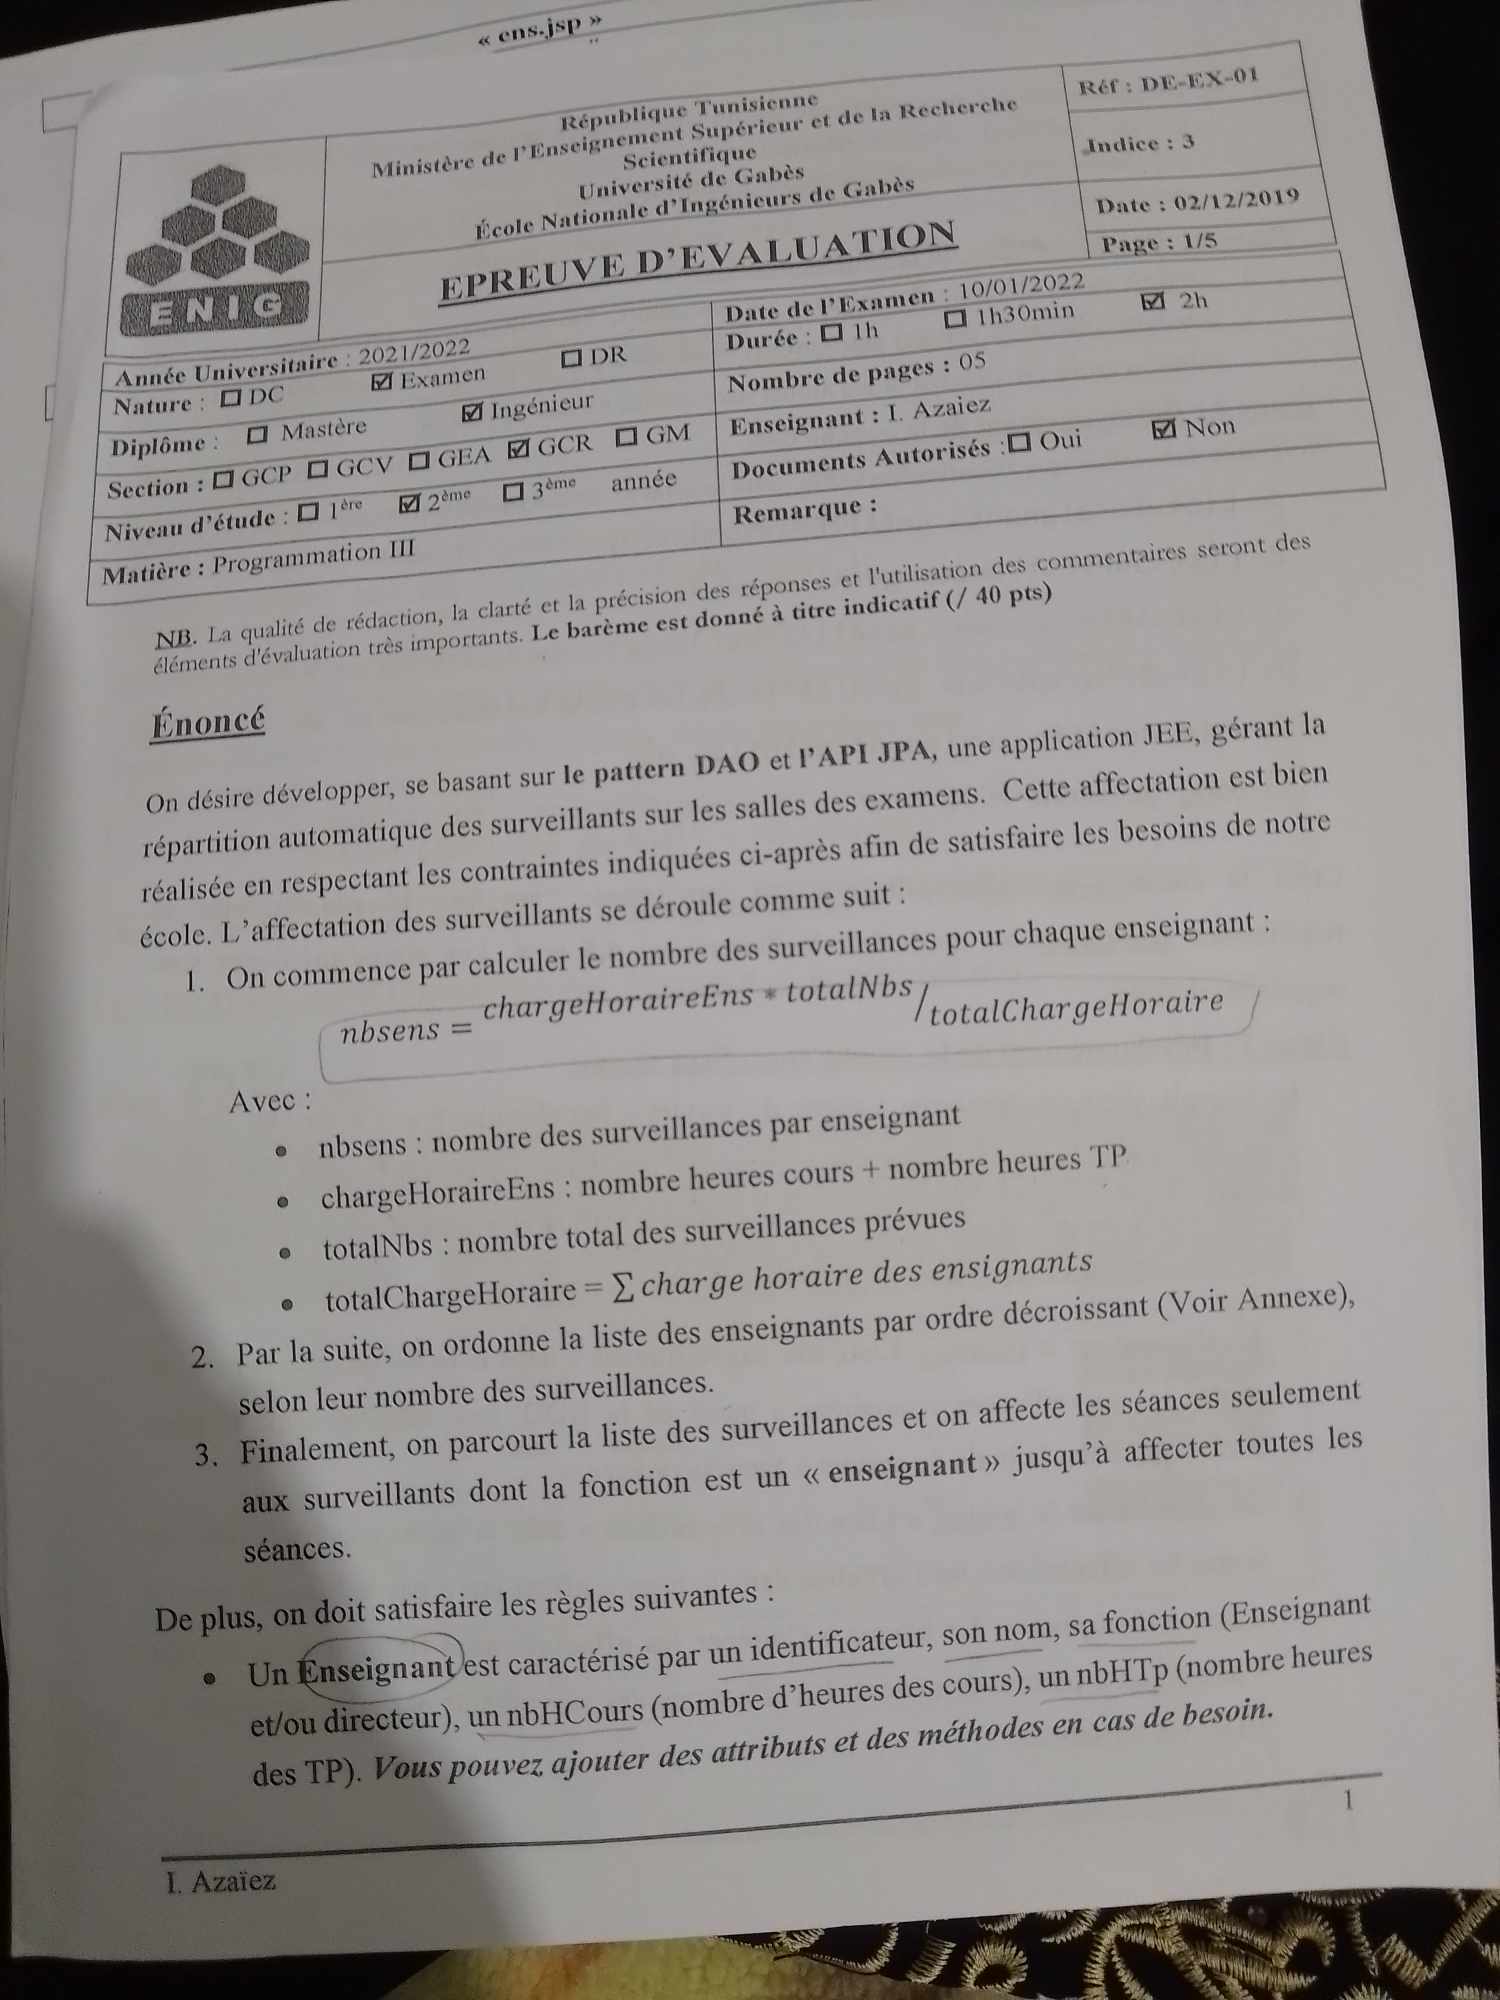 « ens.jsp »
République Tunisienne
Ministère de l'Enseignement Supérieur et de la Recherche
Scientifique
Université de Gabès
École Nationale d'Ingénieurs de Gabès
EPREUVE D'EVALUATION
Réf : DE-EX-01
Indice : 3
Date : 02/12/2019
Page : 1/5
ENIG
Année Universitaire : 2021/2022
Nature : ☐ DC ☑ Examen ☐ DR
Diplôme : ☐ Mastère ☑ Ingénieur
Section : ☐ GCP ☐ GCV ☐ GEA ☑ GCR ☐ GM
Niveau d'étude : ☐ 1ère ☑ 2ème ☐ 3ème année
Matière : Programmation III
Date de l'Examen : 10/01/2022
Durée : ☐ 1h ☐ 1h30min ☑ 2h
Nombre de pages : 05
Enseignant : I. Azaiez
Documents Autorisés : ☐ Oui ☑ Non
Remarque :
NB. La qualité de rédaction, la clarté et la précision des réponses et l'utilisation des commentaires seront des
éléments d'évaluation très importants. Le barème est donné à titre indicatif (/ 40 pts)
Énoncé
On désire développer, se basant sur le pattern DAO et l'API JPA, une application JEE, gérant la
répartition automatique des surveillants sur les salles des examens. Cette affectation est bien
réalisée en respectant les contraintes indiquées ci-après afin de satisfaire les besoins de notre
école. L'affectation des surveillants se déroule comme suit :
1. On commence par calculer le nombre des surveillances pour chaque enseignant :
nbsens = chargeHoraireEns * totalNbs / totalChargeHoraire
Avec :
• nbsens : nombre des surveillances par enseignant
• chargeHoraireEns : nombre heures cours + nombre heures TP
• totalNbs : nombre total des surveillances prévues
• totalChargeHoraire = ∑ charge horaire des ensignants
2. Par la suite, on ordonne la liste des enseignants par ordre décroissant (Voir Annexe),
selon leur nombre des surveillances.
3. Finalement, on parcourt la liste des surveillances et on affecte les séances seulement
aux surveillants dont la fonction est un « enseignant » jusqu'à affecter toutes les
séances.
De plus, on doit satisfaire les règles suivantes :
• Un Enseignant est caractérisé par un identificateur, son nom, sa fonction (Enseignant
et/ou directeur), un nbHCours (nombre d'heures des cours), un nbHTp (nombre heures
des TP). Vous pouvez ajouter des attributs et des méthodes en cas de besoin.
1
I. Azaïez